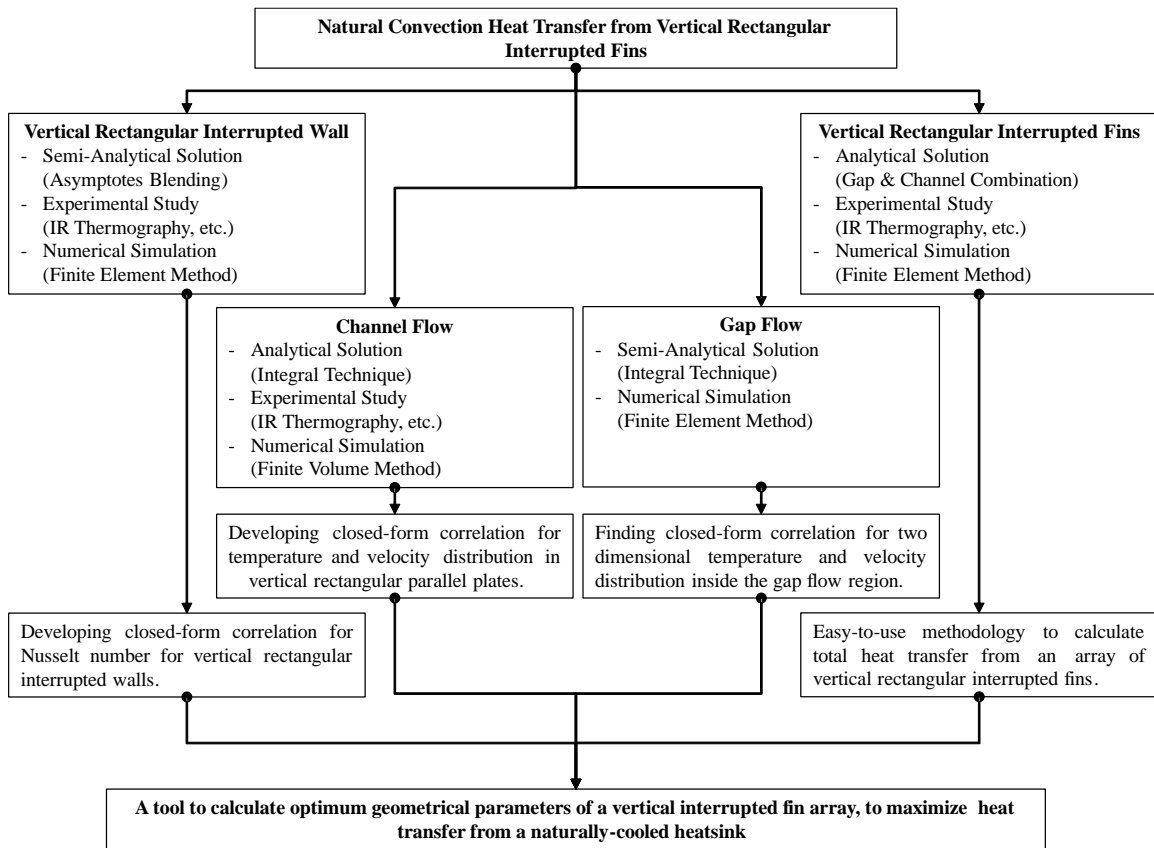 Natural Convection Heat Transfer from Vertical Rectangular
Interrupted Fins
Vertical Rectangular Interrupted Wall
- Semi-Analytical Solution
(Asymptotes Blending)
- Experimental Study
(IR Thermography, etc.)
- Numerical Simulation
(Finite Element Method)
Vertical Rectangular Interrupted Fins
- Analytical Solution
(Gap & Channel Combination)
- Experimental Study
(IR Thermography, etc.)
- Numerical Simulation
(Finite Element Method)
Channel Flow
- Analytical Solution
(Integral Technique)
- Experimental Study
(IR Thermography, etc.)
- Numerical Simulation
(Finite Volume Method)
Gap Flow
- Semi-Analytical Solution
(Integral Technique)
- Numerical Simulation
(Finite Element Method)
Developing closed-form correlation for
temperature and velocity distribution in
vertical rectangular parallel plates.
Finding closed-form correlation for two
dimensional temperature and velocity
distribution inside the gap flow region.
Developing closed-form correlation for
Nusselt number for vertical rectangular
interrupted walls.
Easy-to-use methodology to calculate
total heat transfer from an array of
vertical rectangular interrupted fins.
A tool to calculate optimum geometrical parameters of a vertical interrupted fin array, to maximize heat
transfer from a naturally-cooled heatsink